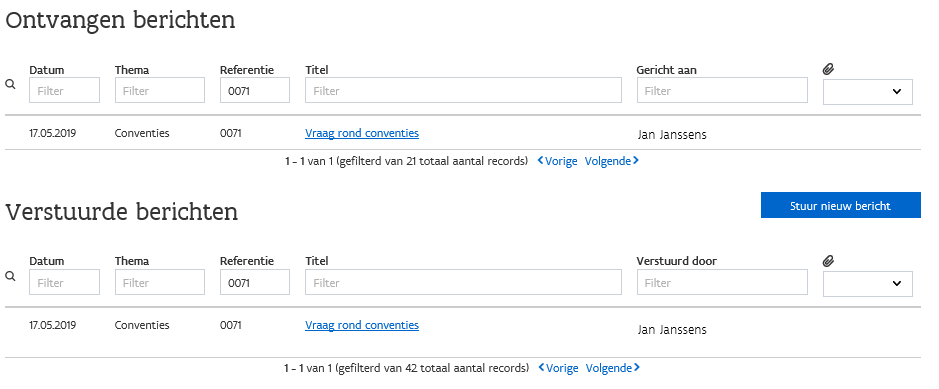 Ontvangen berichten
Datum Thema Referentie Titel Gericht aan
Filter Filter 0071 Filter Filter
17.05.2019 Conventies 0071 Vraag rond conventies Jan Janssens
1 - 1 van 1 (gefilterd van 21 totaal aantal records) Vorige Volgende
Verstuurde berichten Stuur nieuw bericht
Datum Thema Referentie Titel Verstuurd door
Filter Filter 0071 Filter Filter
17.05.2019 Conventies 0071 Vraag rond conventies Jan Janssens
1 - 1 van 1 (gefilterd van 42 totaal aantal records) Vorige Volgende